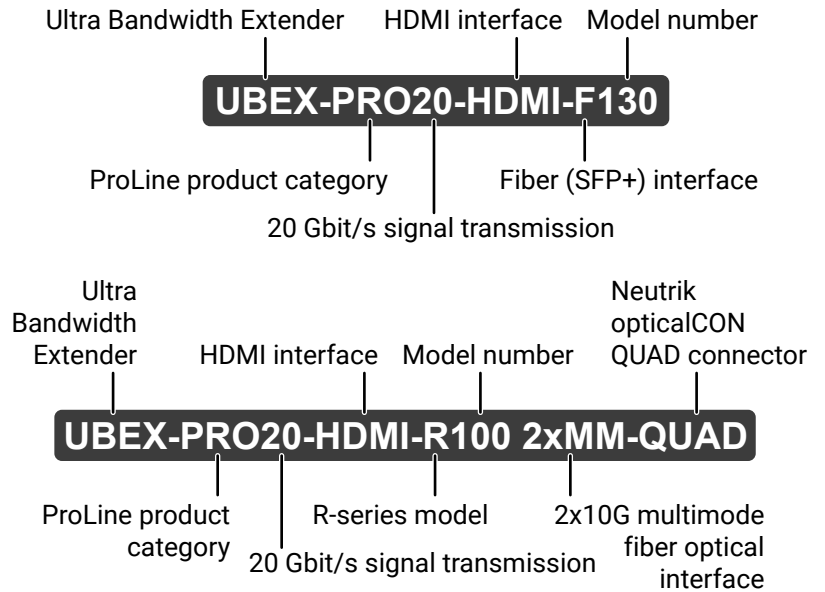 Ultra Bandwidth Extender HDMI interface Model number
UBEX-PRO20-HDMI-F130
ProLine product category Fiber (SFP+) interface
20 Gbit/s signal transmission
Ultra
Bandwidth
Extender
HDMI interface Model number
Neutrik
opticalCON
QUAD connector
UBEX-PRO20-HDMI-R100 2xMM-QUAD
ProLine product
category
20 Gbit/s signal transmission
R-series model
2x10G multimode
fiber optical
interface